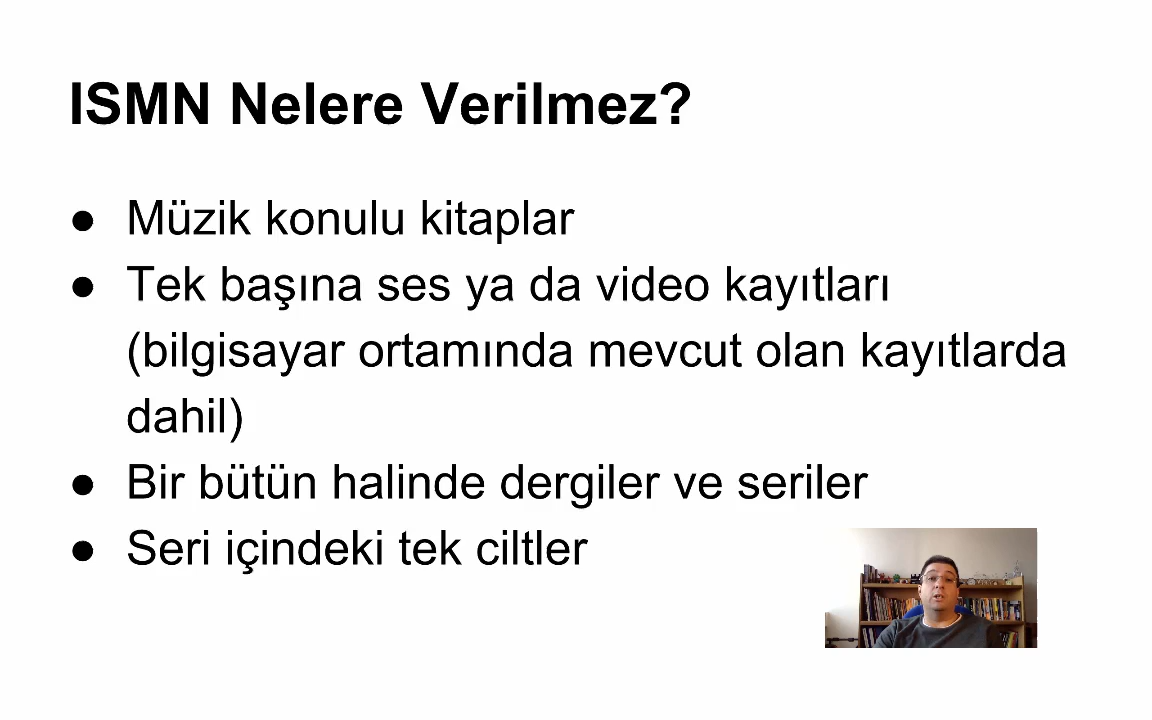 ISMN Nelere Verilmez?
● Müzik konulu kitaplar
● Tek başına ses ya da video kayıtları
(bilgisayar ortamında mevcut olan kayıtlarda
dahil)
● Bir bütün halinde dergiler ve seriler
● Seri içindeki tek ciltler